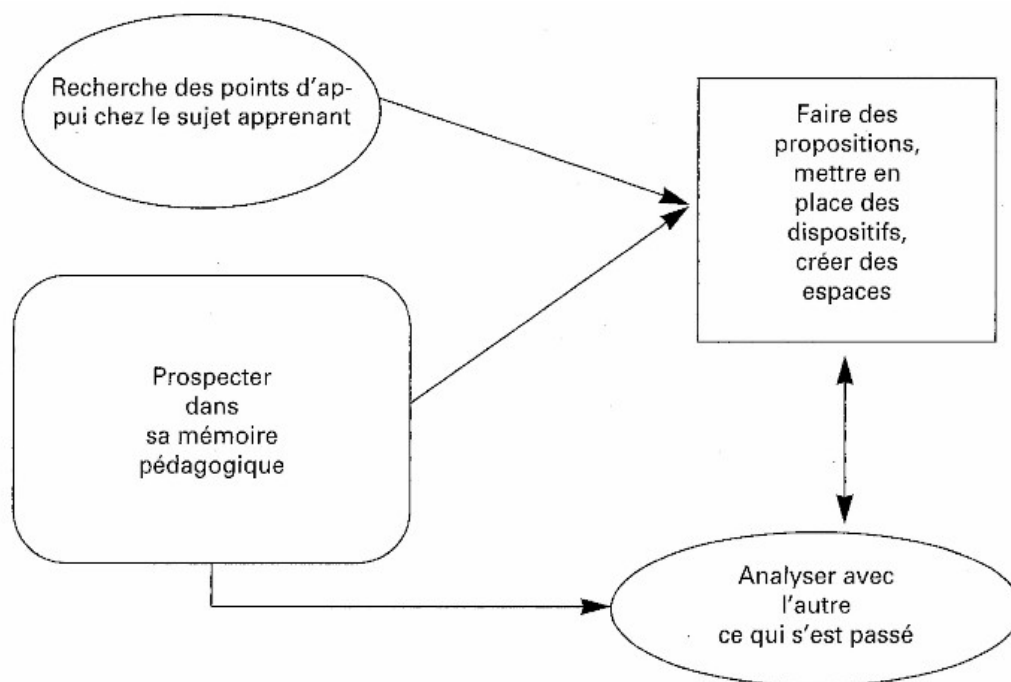 Recherche des points d'ap-
pui chez le sujet apprenant
Faire des
propositions,
mettre en
place des
dispositifs,
créer des
espaces
Prospecter
dans
sa mémoire
pédagogique
Analyser avec
l'autre
ce qui s'est passé